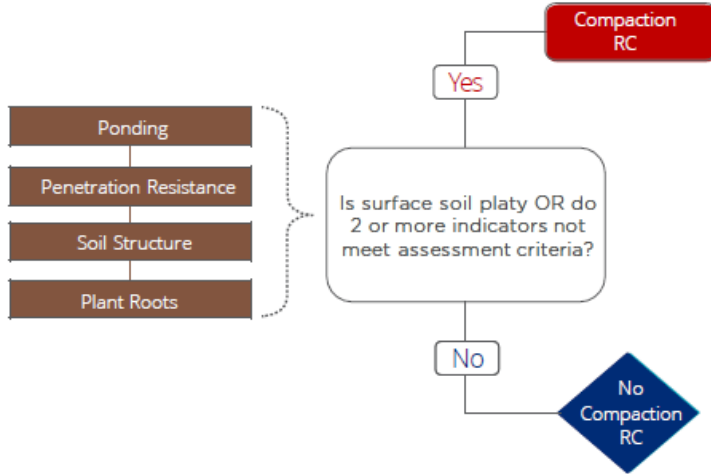 Compaction
RC
Yes
Ponding
Penetration Resistance
Soil Structure
Plant Roots
Is surface soil platy OR do
2 or more indicators not
meet assessment criteria?
No
No
Compaction
RC